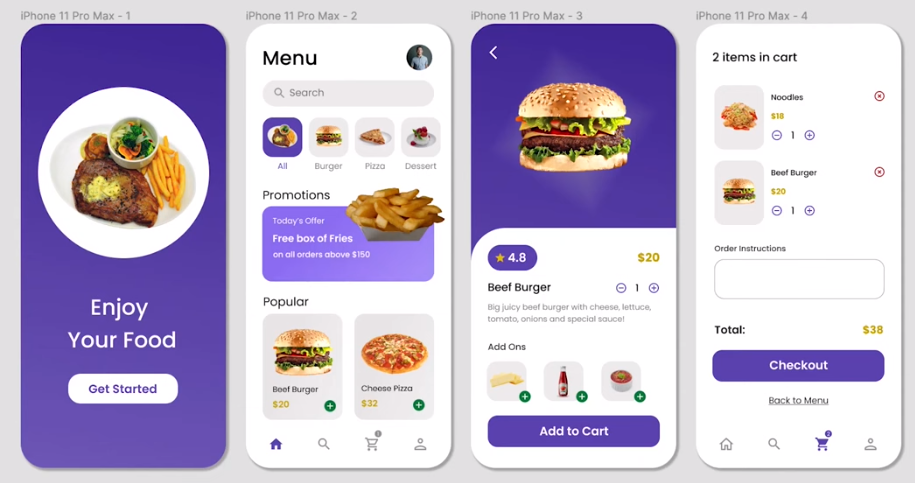 iPhone 11 Pro Max - 1
Enjoy
Your Food
Get Started
iPhone 11 Pro Max - 2
Menu
Search
All Burger Pizza Dessert
Promotions
Today's Offer
Free box of Fries
on all orders above $150
Popular
Beef Burger Cheese Pizza
$20 $32
iPhone 11 Pro Max - 3
4.8 $20
Beef Burger 1
Big juicy beef burger with cheese, lettuce,
tomato, onions and special sauce!
Add Ons
Add to Cart
iPhone 11 Pro Max - 4
2 items in cart
Noodles
$18
1
Beef Burger
$20
1
Order Instructions
Total: $38
Checkout
Back to Menu
2